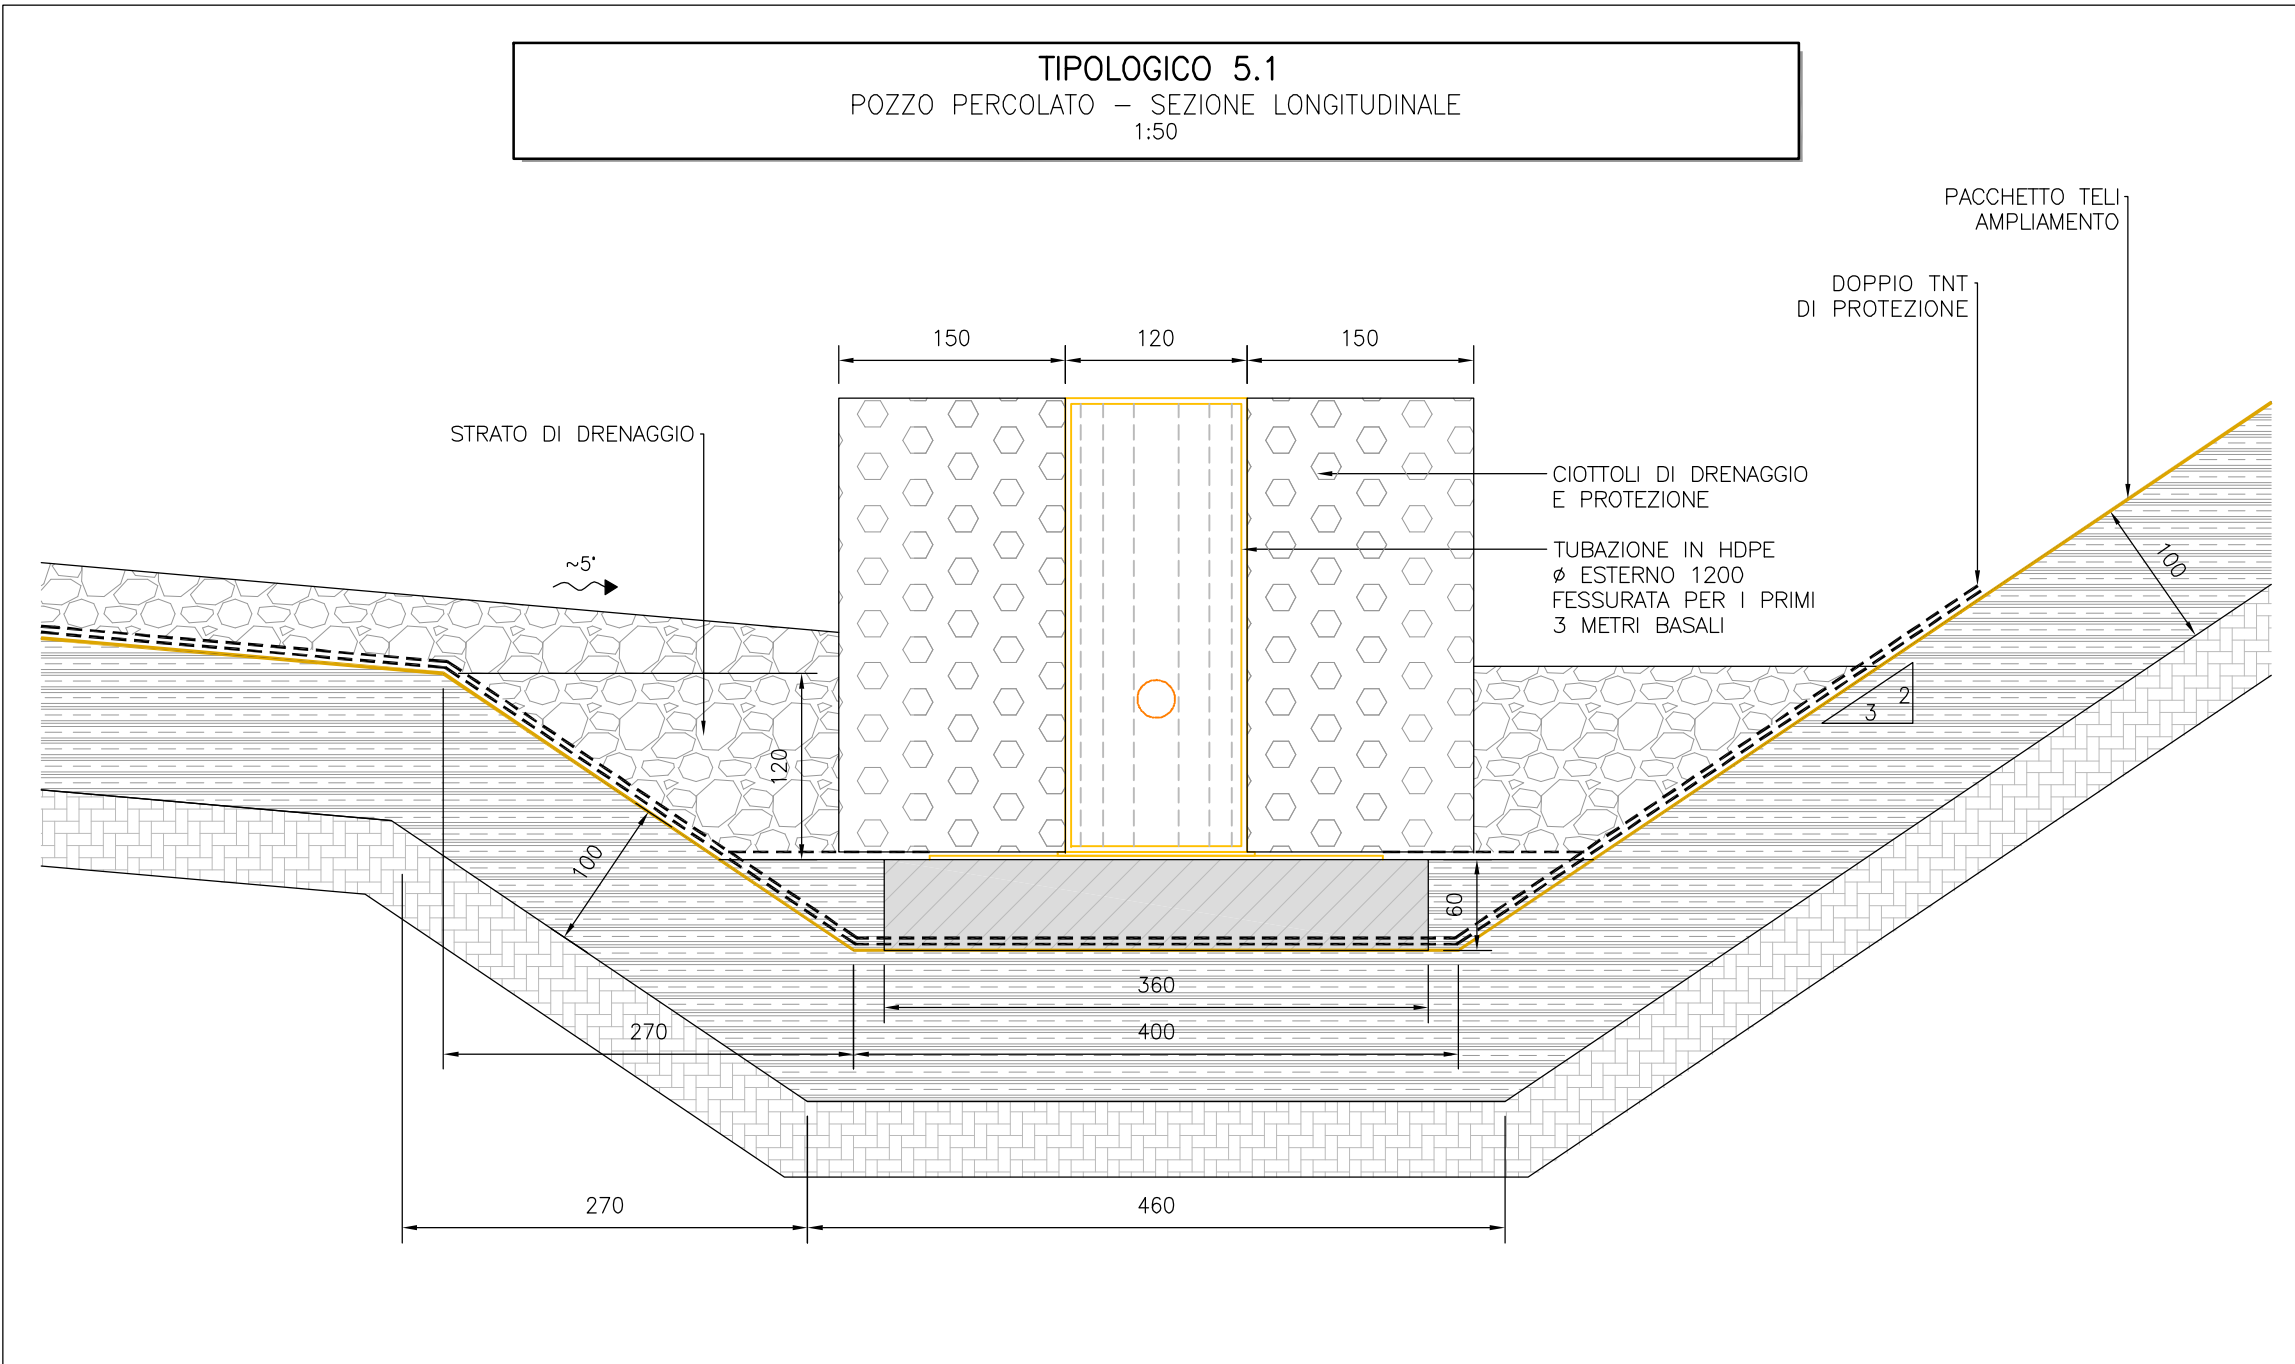 TIPOLOGICO 5.1
POZZO PERCOLATO – SEZIONE LONGITUDINALE
1:50
PACCHETTO TELI
AMPLIAMENTO
DOPPIO TNT
DI PROTEZIONE
150
120
150
STRATO DI DRENAGGIO
CIOTTOLI DI DRENAGGIO
E PROTEZIONE
TUBAZIONE IN HDPE
ø ESTERNO 1200
FESSURATA PER I PRIMI
3 METRI BASALI
~5°
100
2
3
120
100
60
360
270
400
270
460